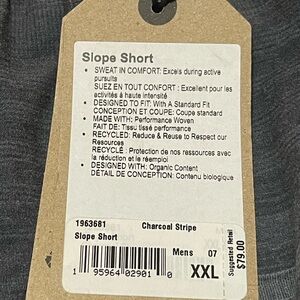 Slope Short
• SWEAT IN COMFORT: Excels during active
pursuits
SUEZ EN TOUT CONFORT : Excellent pour les
activités à haute intensité
• DESIGNED TO FIT: With A Standard Fit
CONCEPTION ET COUPE: Coupe standard
• MADE WITH: Performance Woven
FAIT DE: Tissu tissé performance
• RECYCLED: Reduce & Reuse to Respect our
Resources
RECYCLÉ : Protection de nos ressources avec
la réduction et le réemploi
• DESIGNED WITH: Organic Content
DÉTAIL DE CONCEPTION: Contenu biologique
1963681 Charcoal Stripe
Slope Short
Mens 07
1 95964 02901 0
XXL
Suggested Retail
$79.00